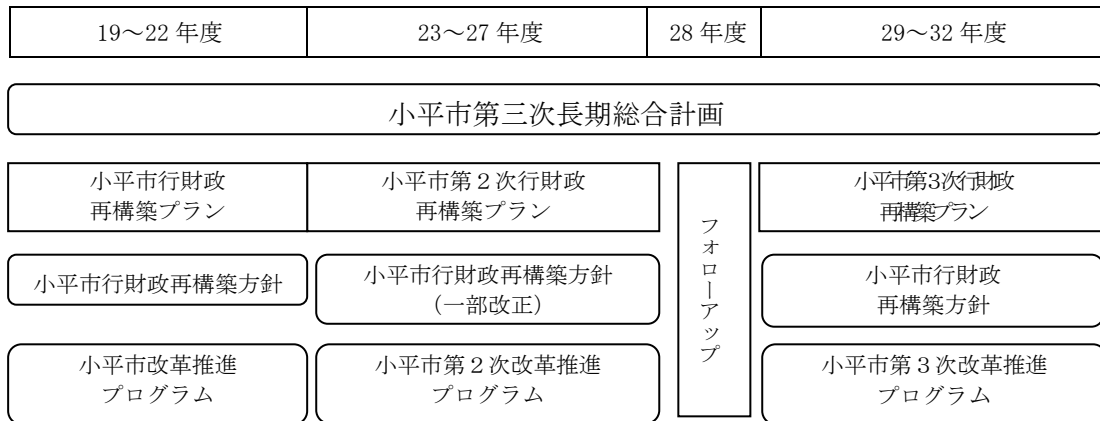 19～22 年度
23～27 年度
28 年度
29～32 年度
小平市第三次長期総合計画
小平市行財政
再構築プラン
小平市第２次行財政
再構築プラン
小平市第3次行財政
再構築プラン
フォローアップ
小平市行財政再構築方針
小平市行財政再構築方針
（一部改正）
小平市行財政
再構築方針
小平市改革推進
プログラム
小平市第２次改革推進
プログラム
小平市第３次改革推進
プログラム